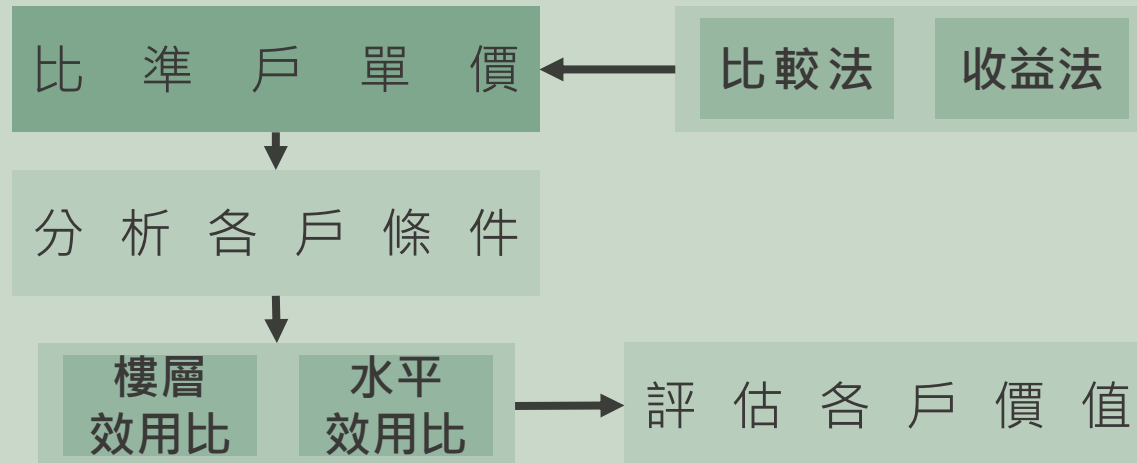 比準戶單價
比較法
收益法
分析各戶條件
樓層
效用比
水平
效用比
評估各戶價值